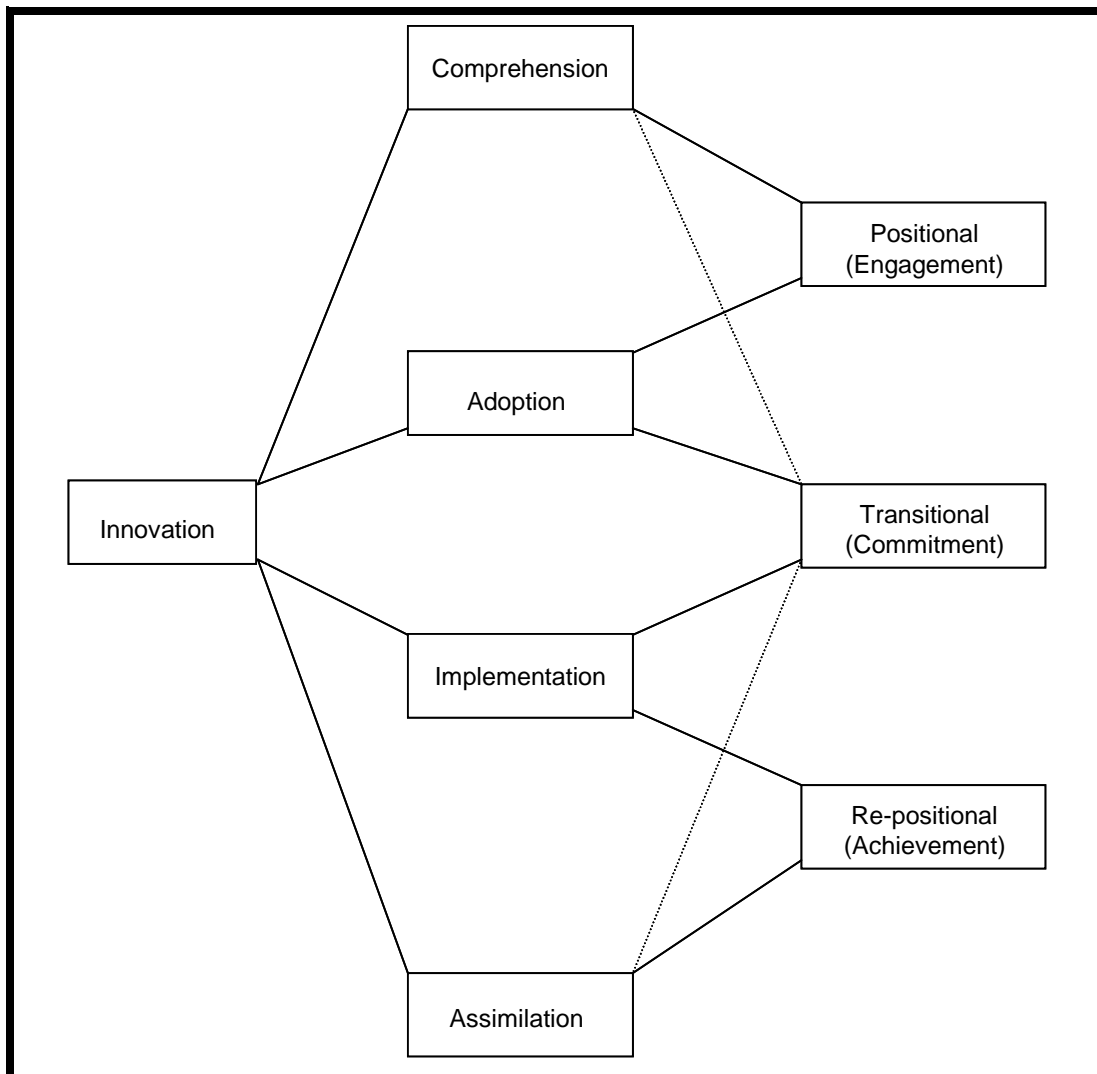 Comprehension
Positional
(Engagement)
Adoption
Innovation
Transitional
(Commitment)
Implementation
Re-positional
(Achievement)
Assimilation